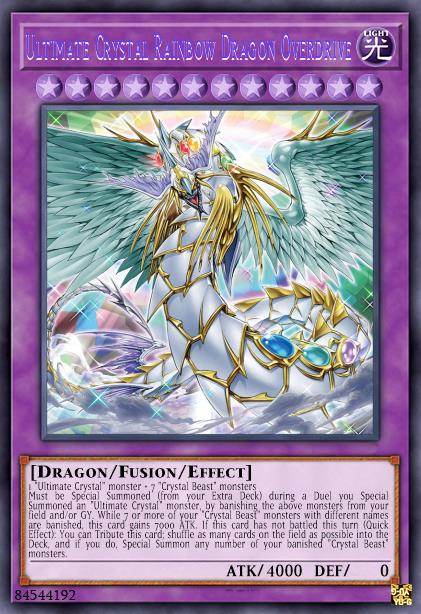 Ultimate Crystal Rainbow Dragon Overdrive
LIGHT
光
[Dragon/Fusion/Effect]
1 "Ultimate Crystal" monster + 7 "Crystal Beast" monsters
Must be Special Summoned (from your Extra Deck) during a Duel you Special
Summoned an "Ultimate Crystal" monster, by banishing the above monsters from your
field and/or GY. While 7 or more of your "Crystal Beast" monsters with different names
are banished, this card gains 7000 ATK. If this card has not battled this turn (Quick
Effect): You can Tribute this card; shuffle as many cards on the field as possible into the
Deck, and if you do, Special Summon any number of your banished "Crystal Beast"
monsters.
ATK/4000 DEF/ 0
84544192